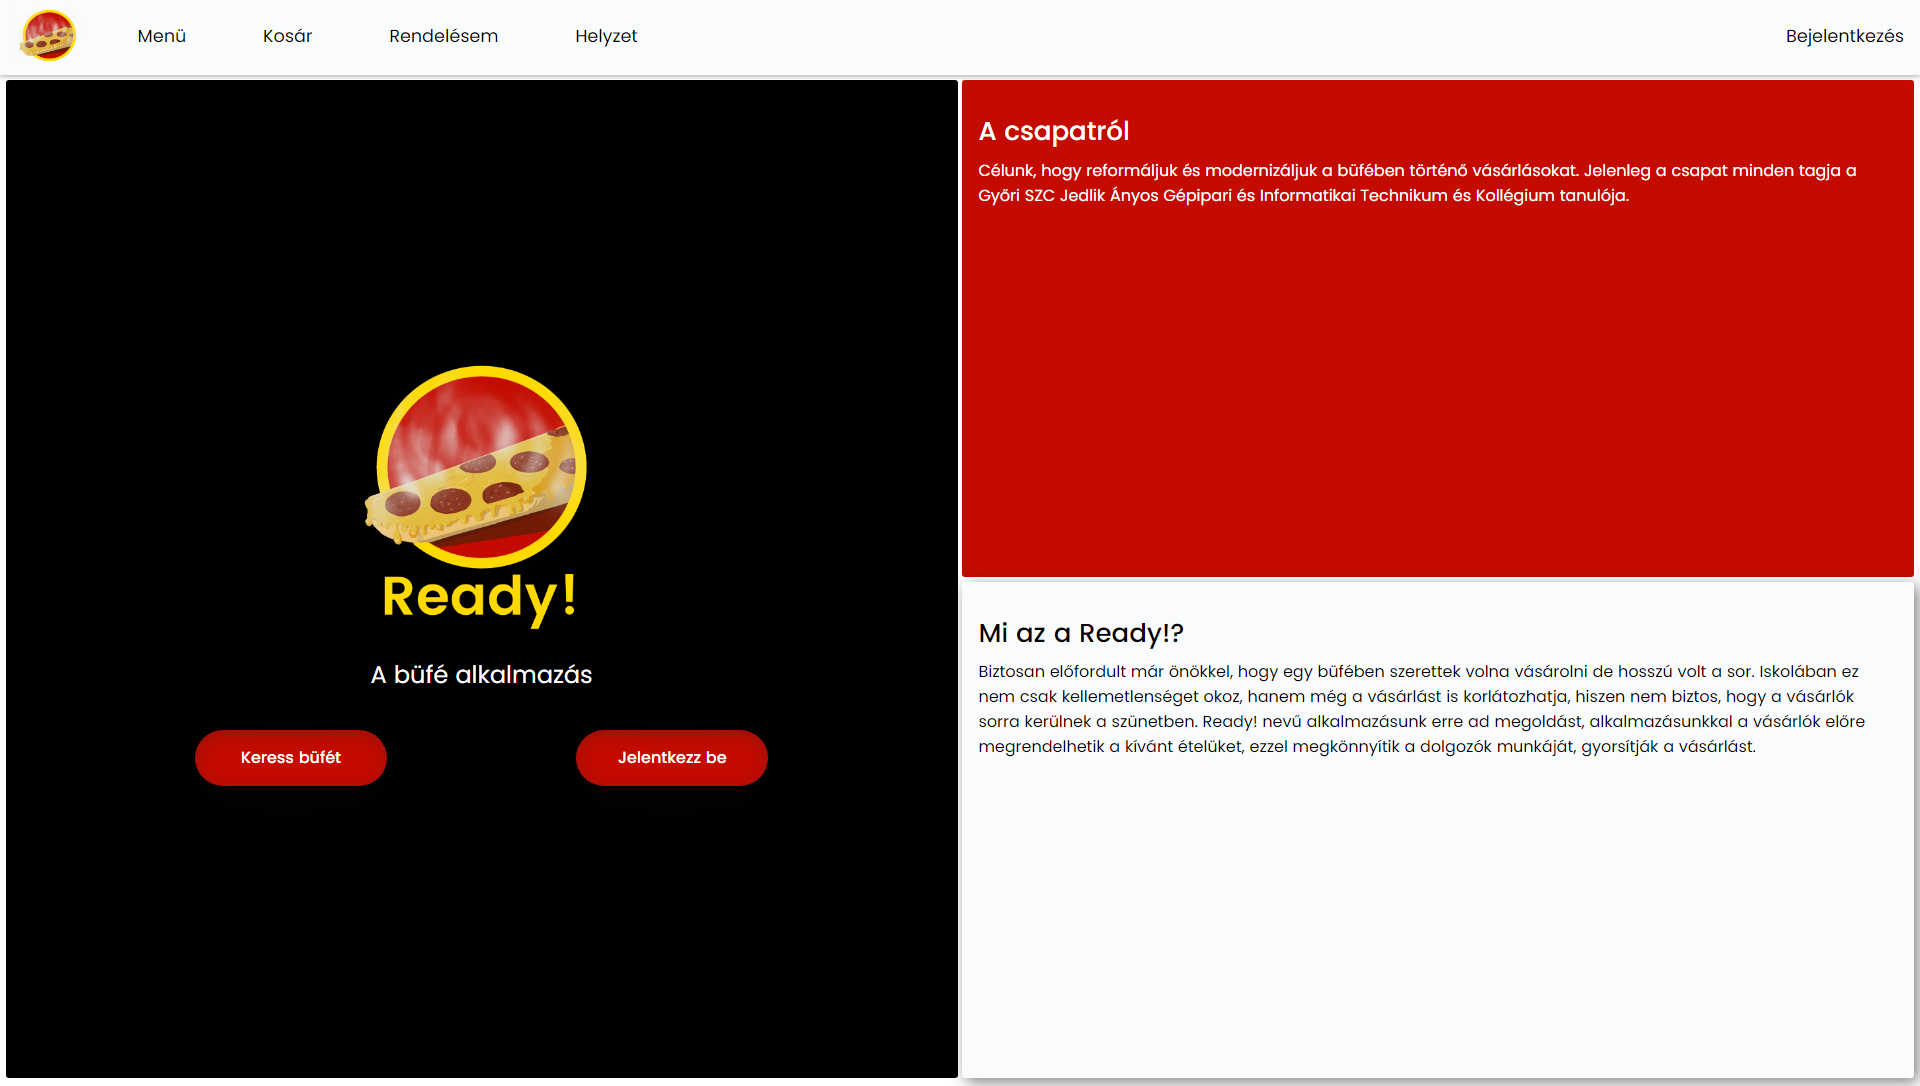 Menü
Kosár
Rendelésem
Helyzet
Bejelentkezés
Ready!
A büfé alkalmazás
Keress büfét
Jelentkezz be
A csapatról
Célunk, hogy reformáljuk és modernizáljuk a büfében történő vásárlásokat. Jelenleg a csapat minden tagja a
Győri SZC Jedlik Ányos Gépipari és Informatikai Technikum és Kollégium tanulója.
Mi az a Ready!?
Biztosan előfordult már önökkel, hogy egy büfében szerettek volna vásárolni de hosszú volt a sor. Iskolában ez
nem csak kellemetlenséget okoz, hanem még a vásárlást is korlátozhatja, hiszen nem biztos, hogy a vásárlók
sorra kerülnek a szünetben. Ready! nevű alkalmazásunk erre ad megoldást, alkalmazásunkkal a vásárlók előre
megrendelhetik a kívánt ételüket, ezzel megkönnyítik a dolgozók munkáját, gyorsítják a vásárlást.